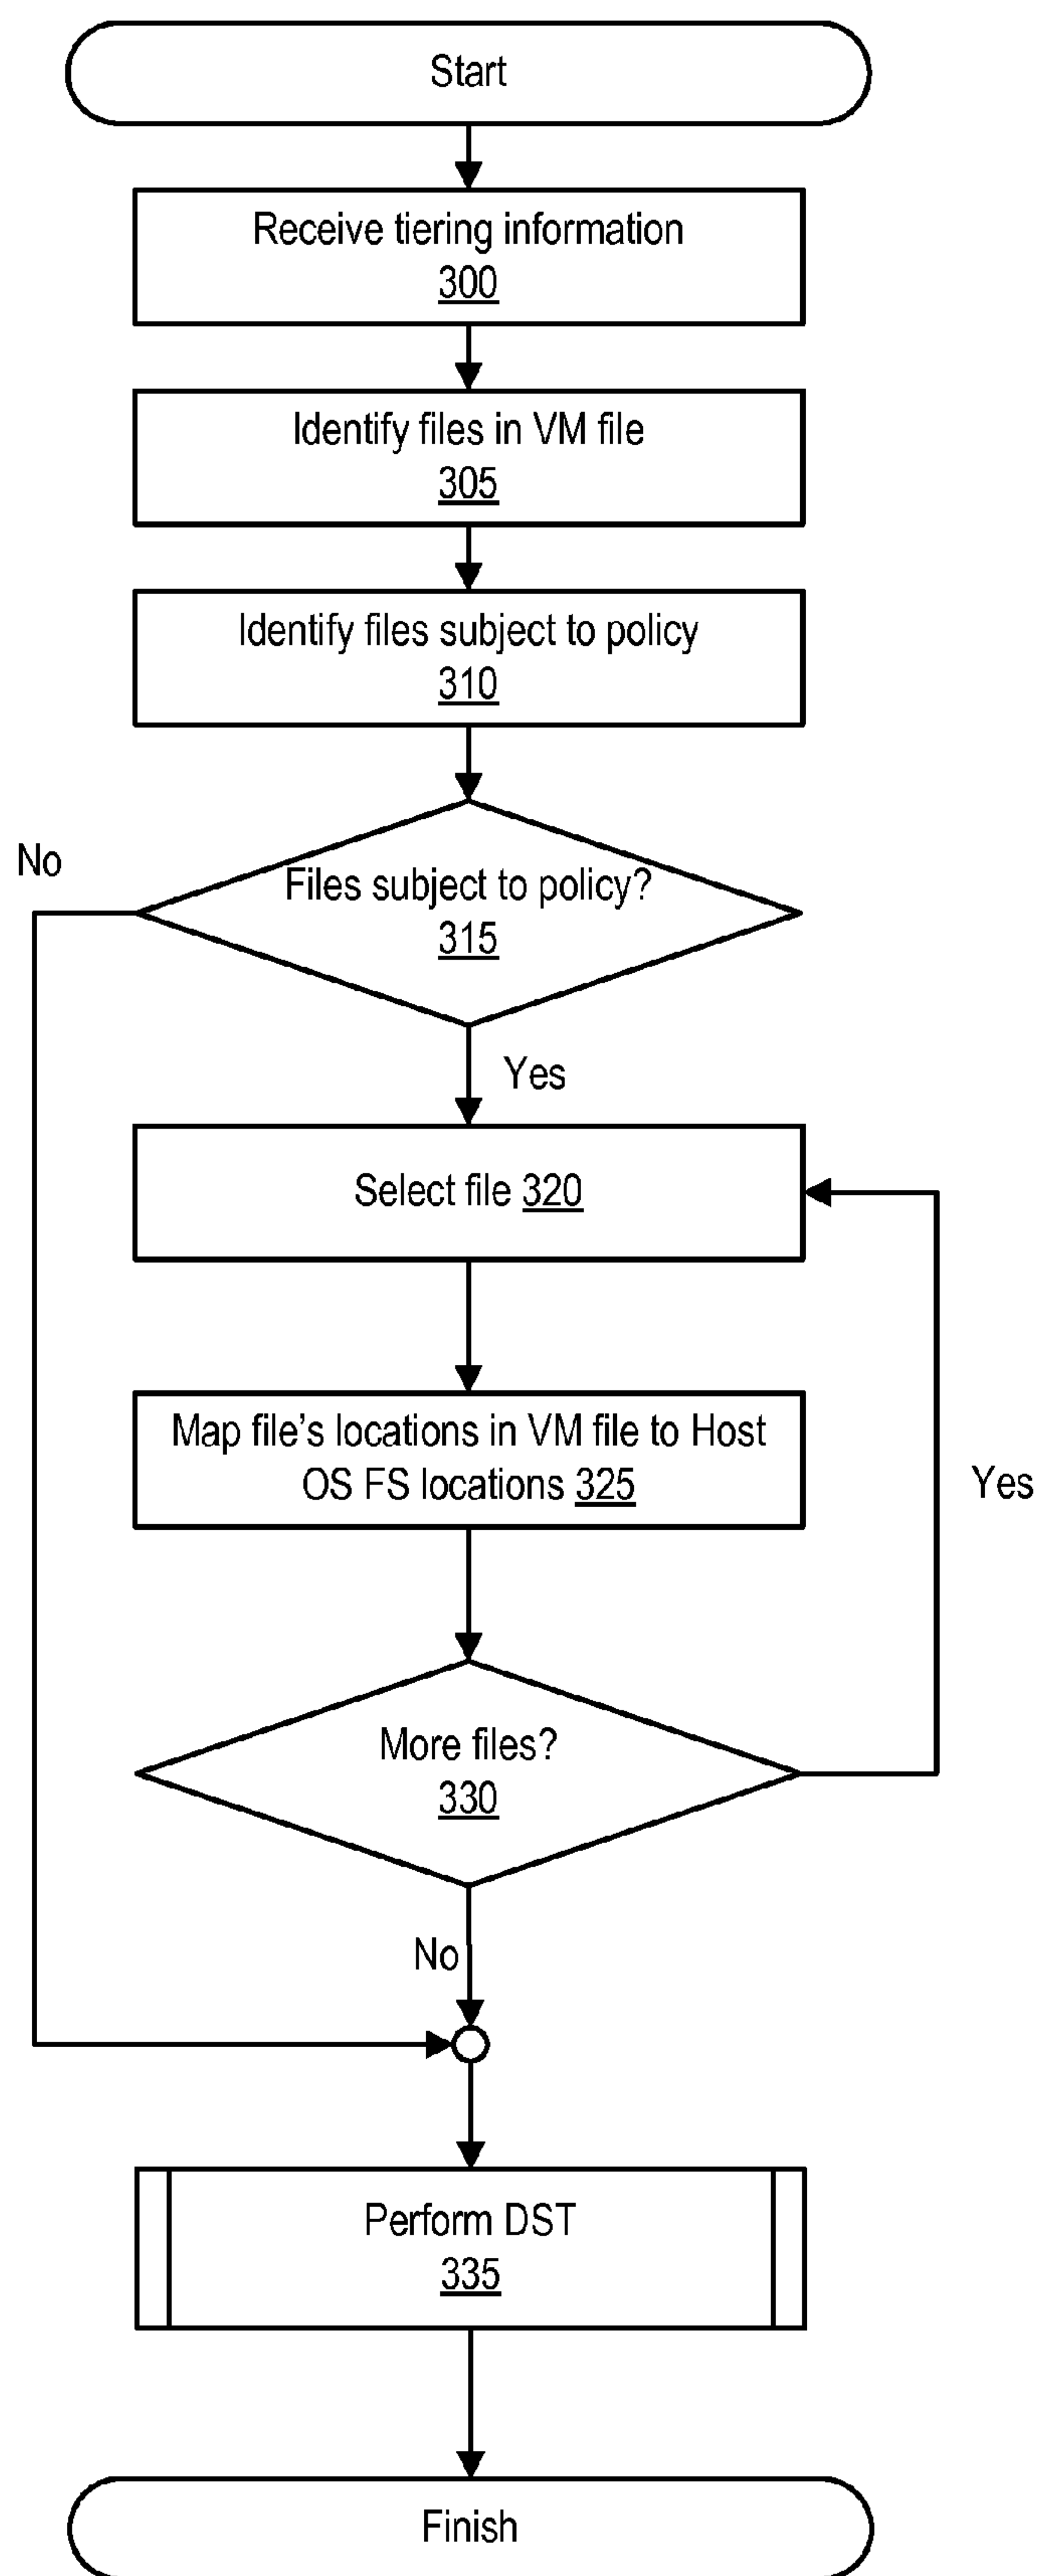 Start
Receive tiering information
300
Identify files in VM file
305
Identify files subject to policy
310
No
Files subject to policy?
315
Yes
Select file 320
Map file's locations in VM file to Host
OS FS locations 325
Yes
More files?
330
No
Perform DST
335
Finish